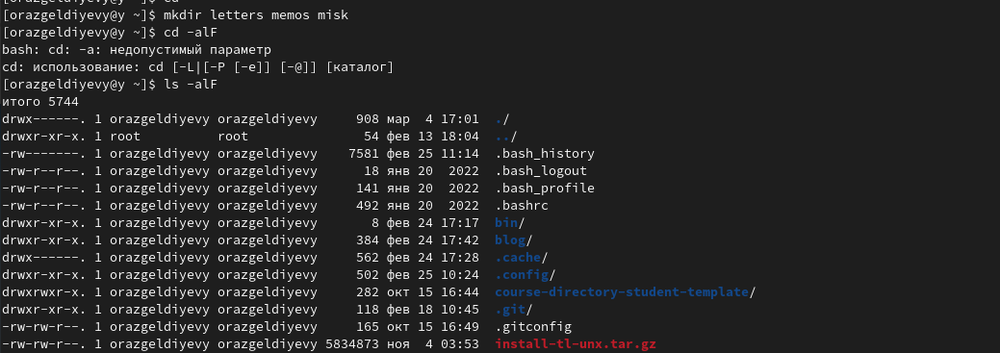 [orazgeldiyevy@y ~]$ cd
[orazgeldiyevy@y ~]$ mkdir letters memos misk
[orazgeldiyevy@y ~]$ cd -alF
bash: cd: -a: недопустимый параметр
cd: использование: cd [-L|[-P [-e]] [-@]] [каталог]
[orazgeldiyevy@y ~]$ ls -alF
итого 5744
drwx------. 1 orazgeldiyevy orazgeldiyevy     908 мар  4 17:01 ./
drwxr-xr-x. 1 root          root               54 фев 13 18:04 ../
-rw-------. 1 orazgeldiyevy orazgeldiyevy    7581 фев 25 11:14 .bash_history
-rw-r--r--. 1 orazgeldiyevy orazgeldiyevy      18 янв 20  2022 .bash_logout
-rw-r--r--. 1 orazgeldiyevy orazgeldiyevy     141 янв 20  2022 .bash_profile
-rw-r--r--. 1 orazgeldiyevy orazgeldiyevy     492 янв 20  2022 .bashrc
drwxr-xr-x. 1 orazgeldiyevy orazgeldiyevy       8 фев 24 17:17 bin/
drwxr-xr-x. 1 orazgeldiyevy orazgeldiyevy     384 фев 24 17:42 blog/
drwx------. 1 orazgeldiyevy orazgeldiyevy     562 фев 24 17:28 .cache/
drwxr-xr-x. 1 orazgeldiyevy orazgeldiyevy     502 фев 25 10:24 .config/
drwxrwxr-x. 1 orazgeldiyevy orazgeldiyevy     282 окт 15 16:44 course-directory-student-template/
drwxr-xr-x. 1 orazgeldiyevy orazgeldiyevy     118 фев 18 10:45 .git/
-rw-rw-r--. 1 orazgeldiyevy orazgeldiyevy     165 окт 15 16:49 .gitconfig
-rw-rw-r--. 1 orazgeldiyevy orazgeldiyevy 5834873 ноя  4 03:53 install-tl-unx.tar.gz